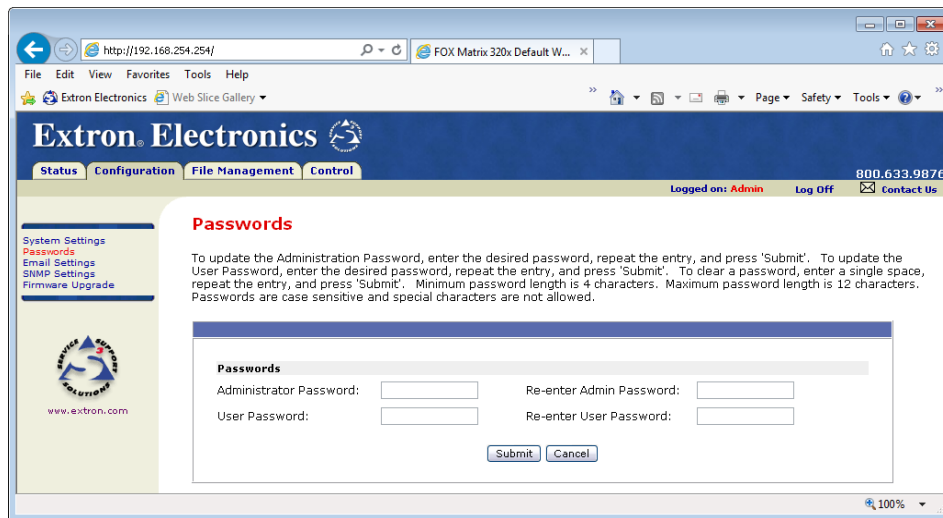 http://192.168.254.254/
FOX Matrix 320x Default W...
File Edit View Favorites Tools Help
Extron Electronics Web Slice Gallery
Page Safety Tools
Extron® Electronics
Status Configuration File Management Control
800.633.9876
Logged on: Admin Log Off Contact Us
System Settings
Passwords
Email Settings
SNMP Settings
Firmware Upgrade
SERVICE SUPPORT SOLUTIONS
S3
www.extron.com
Passwords
To update the Administration Password, enter the desired password, repeat the entry, and press 'Submit'. To update the
User Password, enter the desired password, repeat the entry, and press 'Submit'. To clear a password, enter a single space,
repeat the entry, and press 'Submit'. Minimum password length is 4 characters. Maximum password length is 12 characters.
Passwords are case sensitive and special characters are not allowed.
Passwords
Administrator Password: Re-enter Admin Password:
User Password: Re-enter User Password:
Submit Cancel
100%